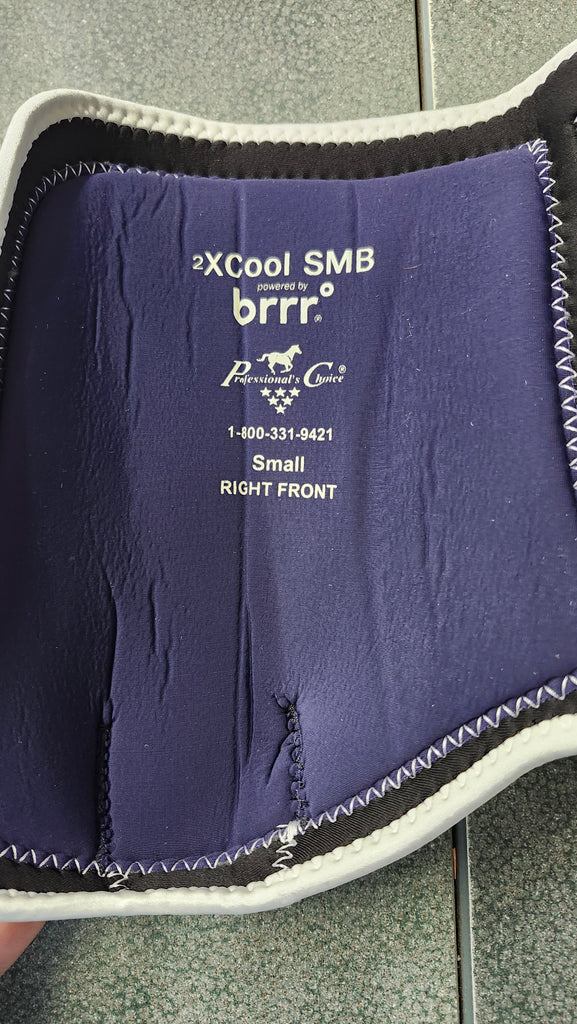 2XCool SMB
powered by
brrr°®
Professional's Choice®
1-800-331-9421
Small
RIGHT FRONT